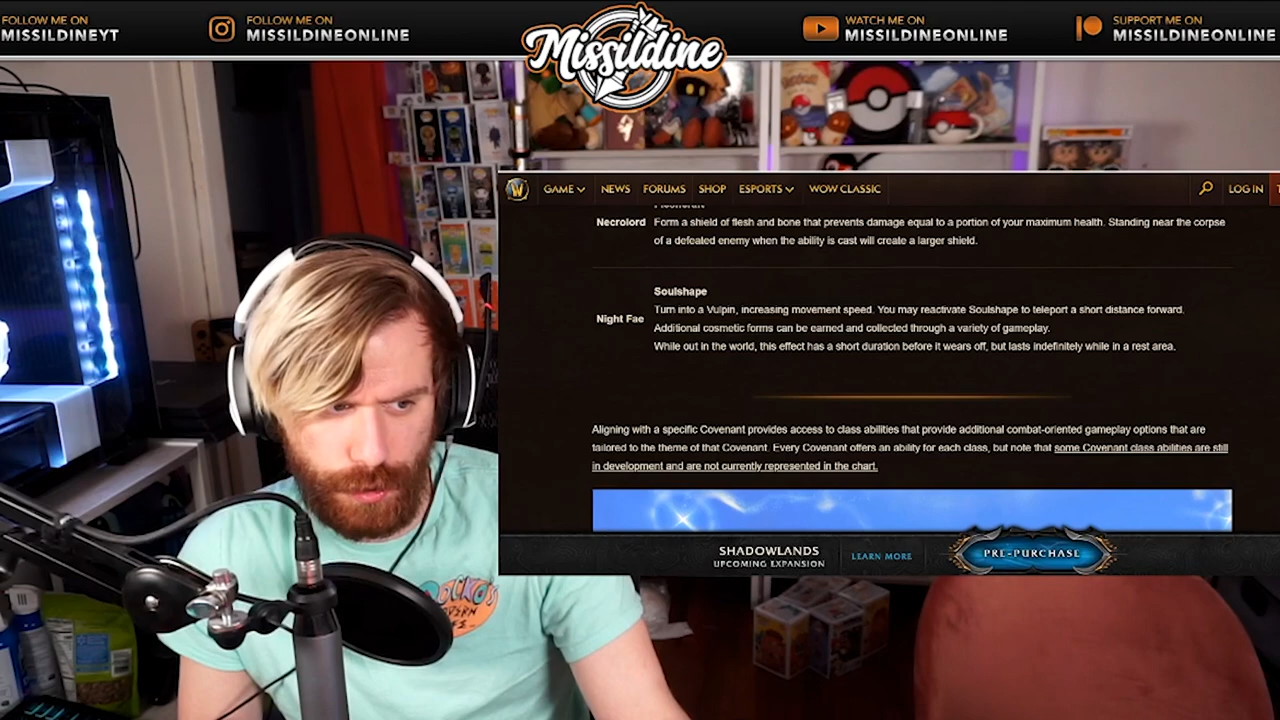 FOLLOW ME ON
MISSILDINEYT
FOLLOW ME ON
MISSILDINEONLINE
Missildine
WATCH ME ON
MISSILDINEONLINE
SUPPORT ME ON
MISSILDINEONLINE
W GAME NEWS FORUMS SHOP ESPORTS WOW CLASSIC LOG IN
Necrolord
Form a shield of flesh and bone that prevents damage equal to a portion of your maximum health. Standing near the corpse
of a defeated enemy when the ability is cast will create a larger shield.
Soulshape
Night Fae
Turn into a Vulpin, increasing movement speed. You may reactivate Soulshape to teleport a short distance forward.
Additional cosmetic forms can be earned and collected through a variety of gameplay.
While out in the world, this effect has a short duration before it wears off, but lasts indefinitely while in a rest area.
Aligning with a specific Covenant provides access to class abilities that provide additional combat-oriented gameplay options that are
tailored to the theme of that Covenant. Every Covenant offers an ability for each class, but note that some Covenant class abilities are still
in development and are not currently represented in the chart.
SHADOWLANDS
UPCOMING EXPANSION
LEARN MORE
PRE-PURCHASE